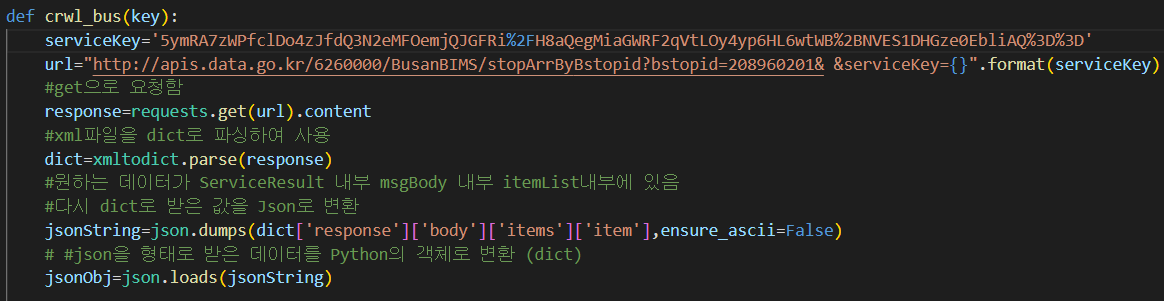 def crwl_bus(key):
serviceKey='5ymRA7zWPfclDo4zJfdQ3N2eMFOemjQJGFRi%2FH8aQegMiaGWRF2qVtLOy4yp6HL6wtWB%2BNVES1DHGze0EbliAQ%3D%3D'
url="http://apis.data.go.kr/6260000/BusanBIMS/stopArrByBstopid?bstopid=208960201& &serviceKey={}".format(serviceKey)
#get으로 요청함
response=requests.get(url).content
#xml파일을 dict로 파싱하여 사용
dict=xmltodict.parse(response)
#원하는 데이터가 ServiceResult 내부 msgBody 내부 itemList내부에 있음
#다시 dict로 받은 값을 Json로 변환
jsonString=json.dumps(dict['response']['body']['items']['item'],ensure_ascii=False)
# #json을 형태로 받은 데이터를 Python의 객체로 변환 (dict)
jsonObj=json.loads(jsonString)